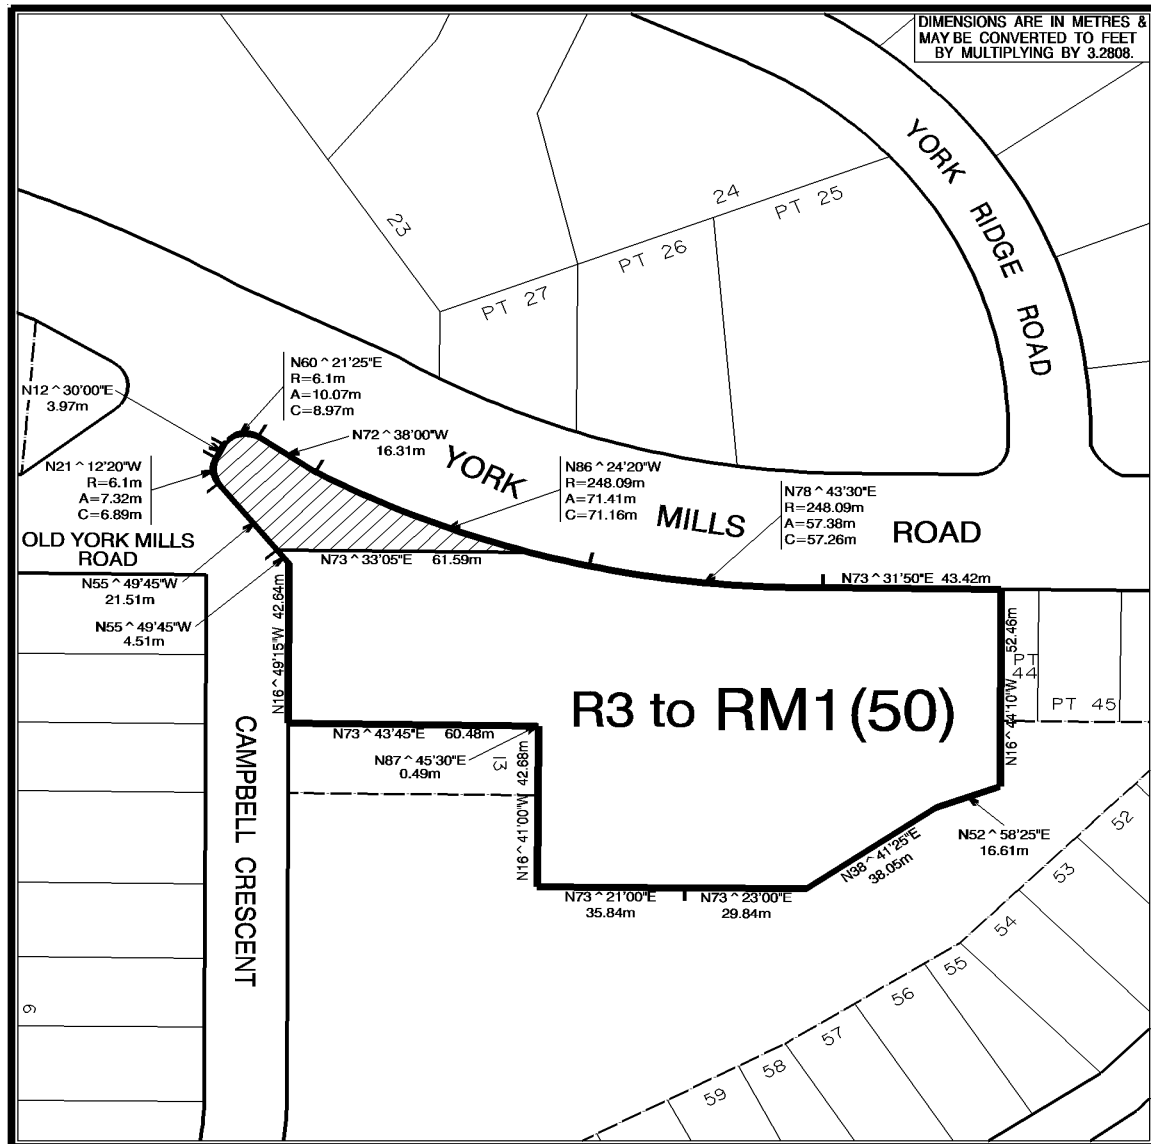 DIMENSIONS ARE IN METRES &
MAY BE CONVERTED TO FEET
BY MULTIPLYING BY 3.2808.
YORK RIDGE ROAD
23
24
PT 25
PT 26
PT 27
N60^21'25"E
R=6.1m
A=10.07m
C=8.97m
N12^30'00"E
3.97m
N72^38'00"W
16.31m
N21^12'20"W
R=6.1m
A=7.32m
C=6.89m
YORK MILLS ROAD
N86^24'20"W
R=248.09m
A=71.41m
C=71.16m
N78^43'30"E
R=248.09m
A=57.38m
C=57.26m
OLD YORK MILLS
ROAD
N73^33'05"E 61.59m
N55^49'45"W
21.51m
N73^31'50"E 43.42m
N55^49'45"W
4.51m
N16^49'15"W 42.64m
N16^44'10"W 52.46m
PT
44
PT 45
R3 to RM1(50)
N73^43'45"E 60.48m
N87^45'30"E
0.49m
13
N16^41'00"W 42.68m
CAMPBELL CRESCENT
N52^58'25"E
16.61m
N38^41'25"E
38.05m
N73^21'00"E
35.84m
N73^23'00"E
29.84m
52
53
54
55
56
57
58
59
6